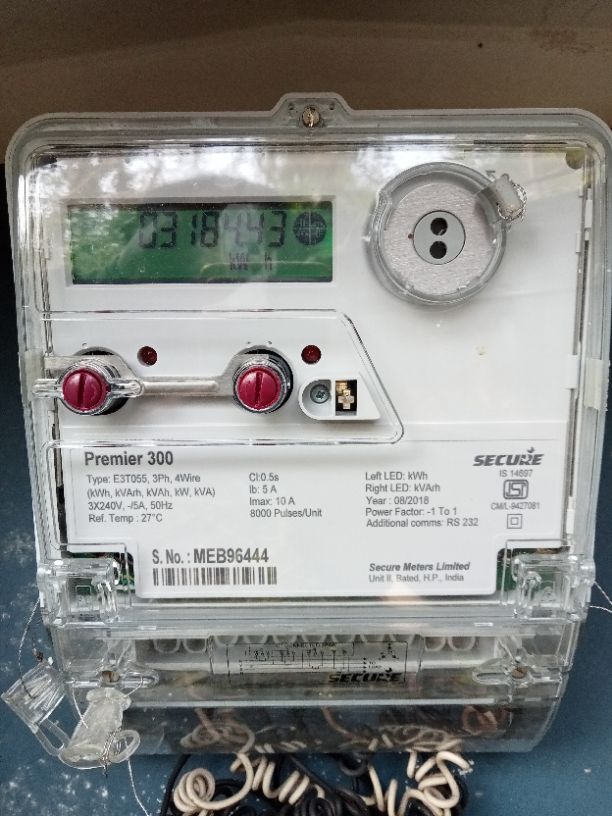 03184.43
kW h
Premier 300
Type: E3T055, 3Ph, 4Wire
(kWh, kVArh, kVAh, kW, kVA)
3X240V, -/5A, 50Hz
Ref. Temp : 27°C
Cl:0.5s
Ib: 5 A
Imax: 10 A
8000 Pulses/Unit
Left LED: kWh
Right LED: kVArh
Year : 08/2018
Power Factor: -1 To 1
Additional comms: RS 232
SECURE
IS 14697
CM/L-9427081
S. No. : MEB96444
Secure Meters Limited
Unit II, Bated, H.P., India
SECURE